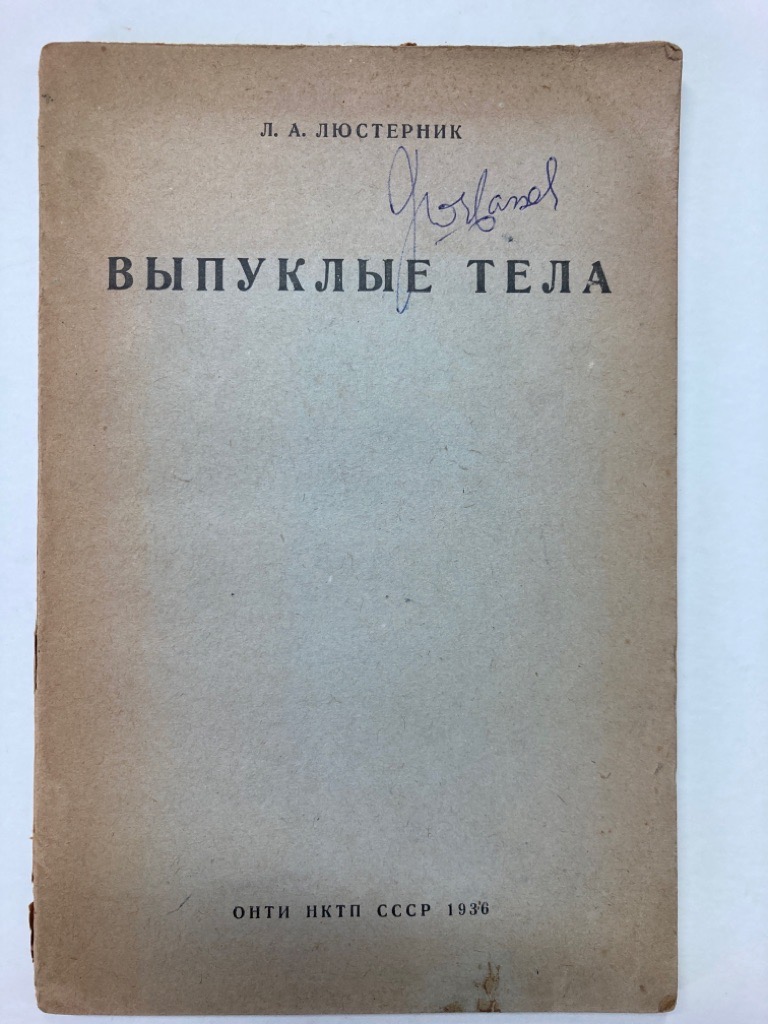 Л. А. ЛЮСТЕРНИК
ВЫПУКЛЫЕ ТЕЛА
ОНТИ НКТП СССР 1936